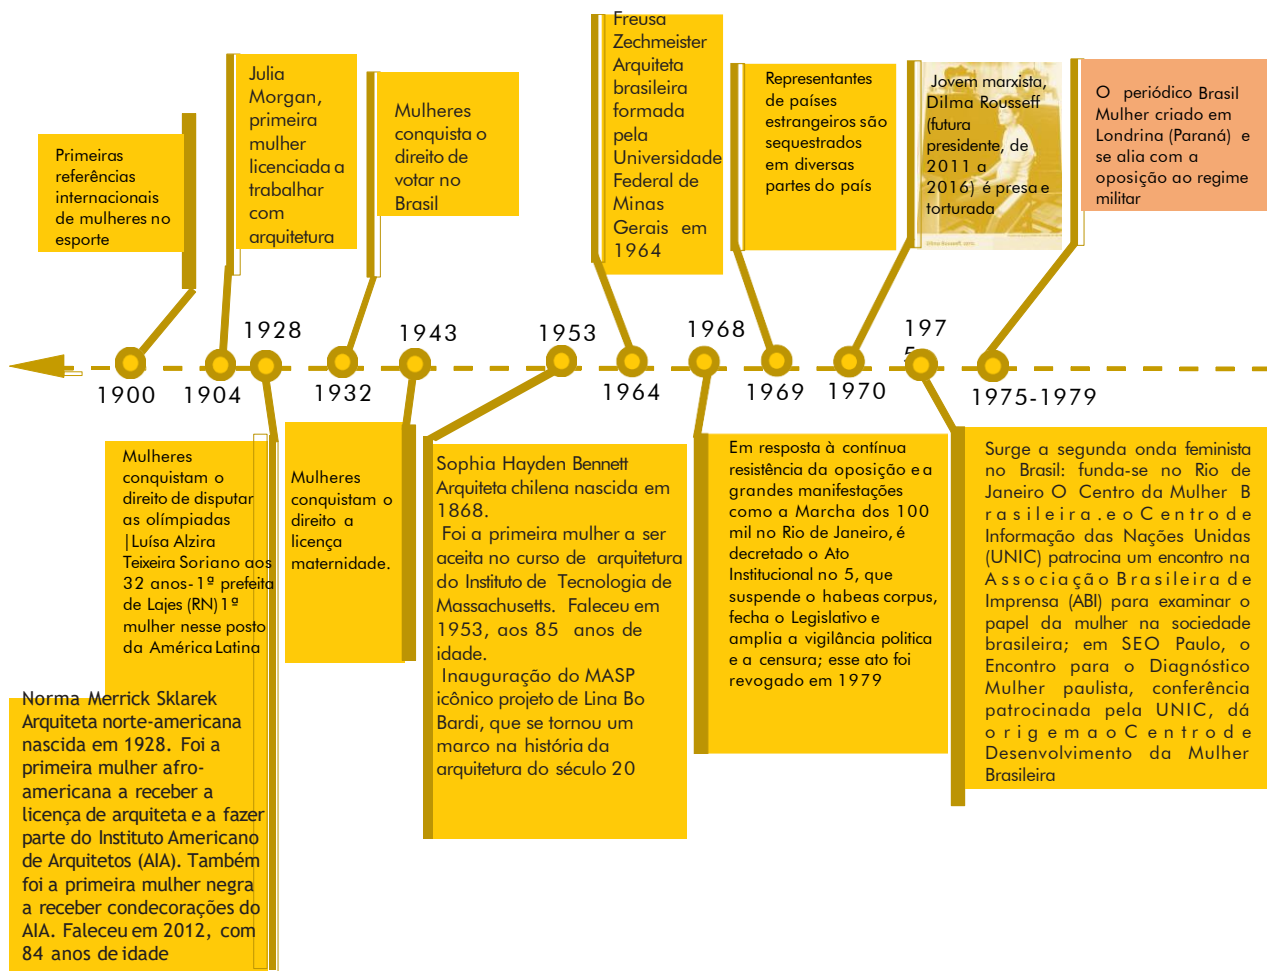 Primeiras
referências
internacionais
de mulheres no
esporte
Julia
Morgan,
primeira
mulher
licenciada a
trabalhar
com
arquitetura
Mulheres
conquista o
direito de
votar no
Brasil
Freusa
Zechmeister
Arquiteta
brasileira
formada
pela
Universidade
Federal de
Minas
Gerais em
1964
Representantes
de países
estrangeiros são
sequestrados
em diversas
partes do país
Jovem marxista,
Dilma Rousseff
(futura
presidente, de
2011 a
2016) é presa e
torturada
Dilma Rousseff, 1970.
O periódico Brasil
Mulher criado em
Londrina (Paraná) e
se alia com a
oposição ao regime
militar
1928
1943
1953
1968
197
5
1900
1904
1932
1964
1969
1970
1975-1979
Mulheres
conquistam o
direito de disputar
as olímpiadas
|Luísa Alzira
Teixeira Soriano aos
32 anos-1ª prefeita
de Lajes (RN)1ª
mulher nesse posto
da América Latina
Norma Merrick Sklarek
Arquiteta norte-americana
nascida em 1928. Foi a
primeira mulher afro-
americana a receber a
licença de arquiteta e a fazer
parte do Instituto Americano
de Arquitetos (AIA). Também
foi a primeira mulher negra
a receber condecorações do
AIA. Faleceu em 2012, com
84 anos de idade
Mulheres
conquistam o
direito a
licença
maternidade.
Sophia Hayden Bennett
Arquiteta chilena nascida em
1868.
Foi a primeira mulher a ser
aceita no curso de arquitetura
do Instituto de Tecnologia de
Massachusetts. Faleceu em
1953, aos 85 anos de
idade.
Inauguração do MASP
icônico projeto de Lina Bo
Bardi, que se tornou um
marco na história da
arquitetura do século 20
Em resposta à contínua
resistência da oposição e a
grandes manifestações
como a Marcha dos 100
mil no Rio de Janeiro, é
decretado o Ato
Institucional no 5, que
suspende o habeas corpus,
fecha o Legislativo e
amplia a vigilância politica
e a censura; esse ato foi
revogado em 1979
Surge a segunda onda feminista
no Brasil: funda-se no Rio de
Janeiro O Centro da Mulher B
rasileira.eoCentrode
Informação das Nações Unidas
(UNIC) patrocina um encontro na
Associação Brasileira de
Imprensa (ABI) para examinar o
papel da mulher na sociedade
brasileira; em SEO Paulo, o
Encontro para o Diagnóstico
Mulher paulista, conferência
patrocinada pela UNIC, dá
origemaoCentrode
Desenvolvimento da Mulher
Brasileira